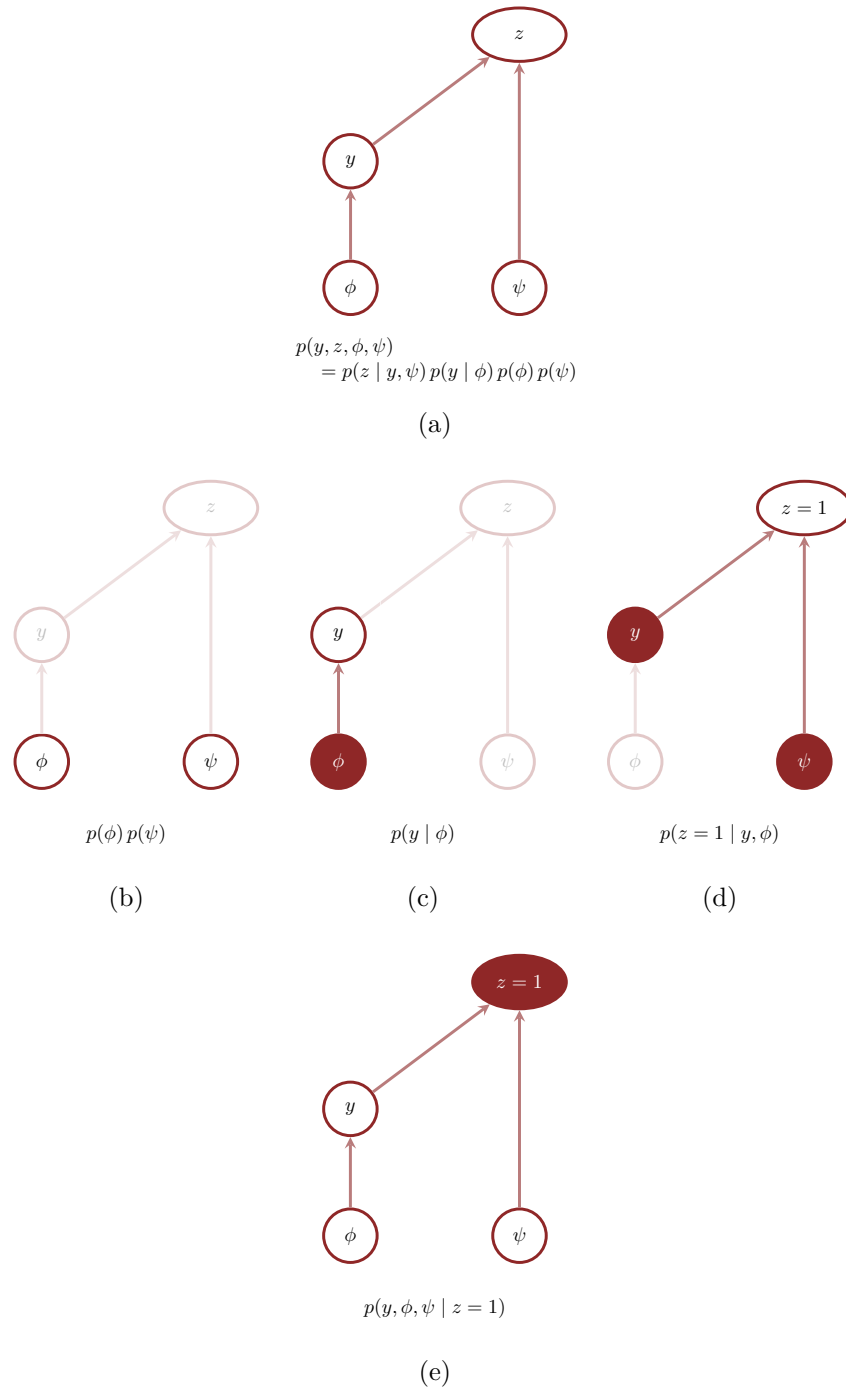 z
y
ϕ
ψ
p(y, z, ϕ, ψ)
= p(z | y, ψ) p(y | ϕ) p(ϕ) p(ψ)
(a)
z
z
z = 1
y
y
y
ϕ
ψ
ϕ
ψ
ϕ
ψ
p(ϕ) p(ψ)
p(y | ϕ)
p(z = 1 | y, ϕ)
(b)
(c)
(d)
z = 1
y
ϕ
ψ
p(y, ϕ, ψ | z = 1)
(e)